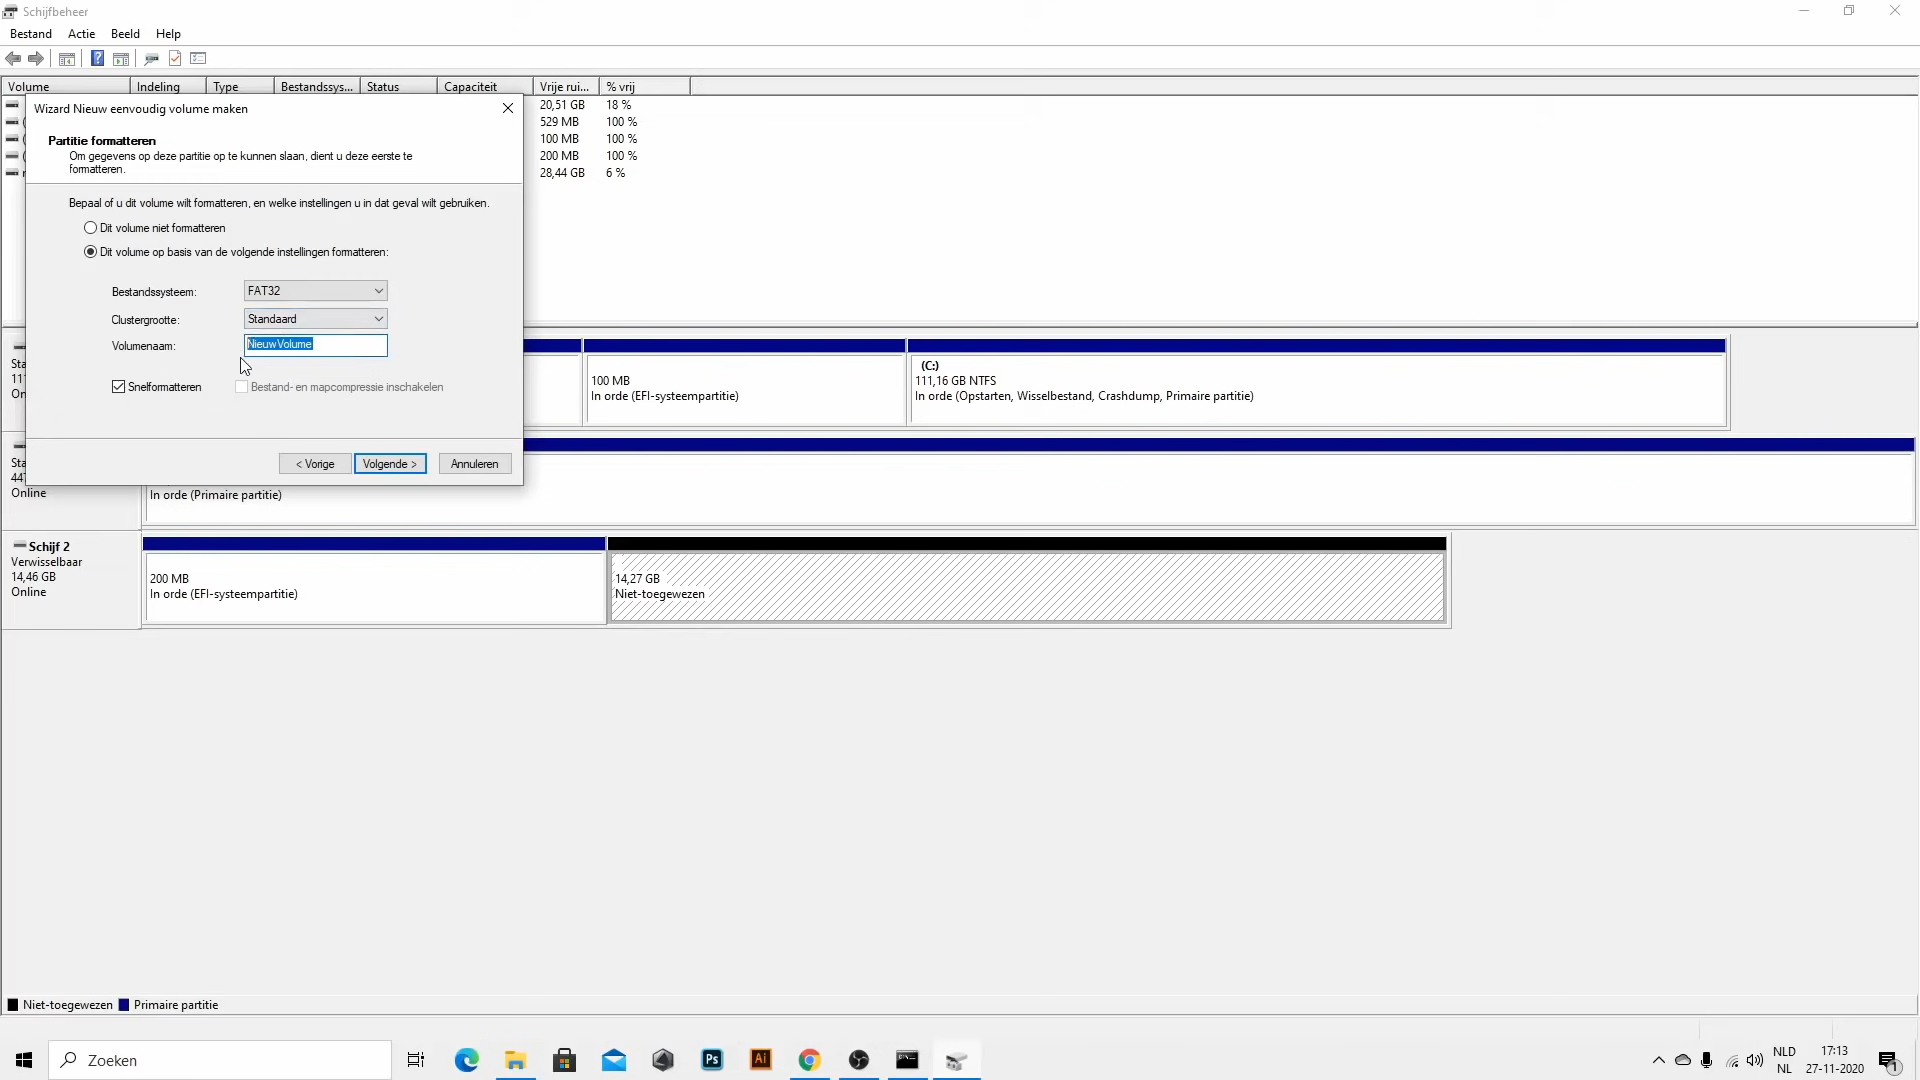 Schijfbeheer
Bestand Actie Beeld Help
Volume Indeling Type Bestandssys... Status Capaciteit Vrije rui... % vrij
20,51 GB 18 %
529 MB 100 %
100 MB 100 %
200 MB 100 %
28,44 GB 6 %
Wizard Nieuw eenvoudig volume maken
Partitie formatteren
Om gegevens op deze partitie op te kunnen slaan, dient u deze eerste te
formatteren.
Bepaal of u dit volume wilt formatteren, en welke instellingen u in dat geval wilt gebruiken.
Dit volume niet formatteren
Dit volume op basis van de volgende instellingen formatteren:
Bestandssysteem: FAT32
Clustergrootte: Standaard
Volumenaam: NieuwVolume
Snelformatteren Bestand- en mapcompressie inschakelen
< Vorige Volgende > Annuleren
100 MB
In orde (EFI-systeempartitie)
(C:)
111,16 GB NTFS
In orde (Opstarten, Wisselbestand, Crashdump, Primaire partitie)
Online
In orde (Primaire partitie)
Schijf 2
Verwisselbaar
14,46 GB
Online
200 MB
In orde (EFI-systeempartitie)
14,27 GB
Niet-toegewezen
Niet-toegewezen Primaire partitie
Zoeken
Ps
Ai
NLD
NL
17:13
27-11-2020
1